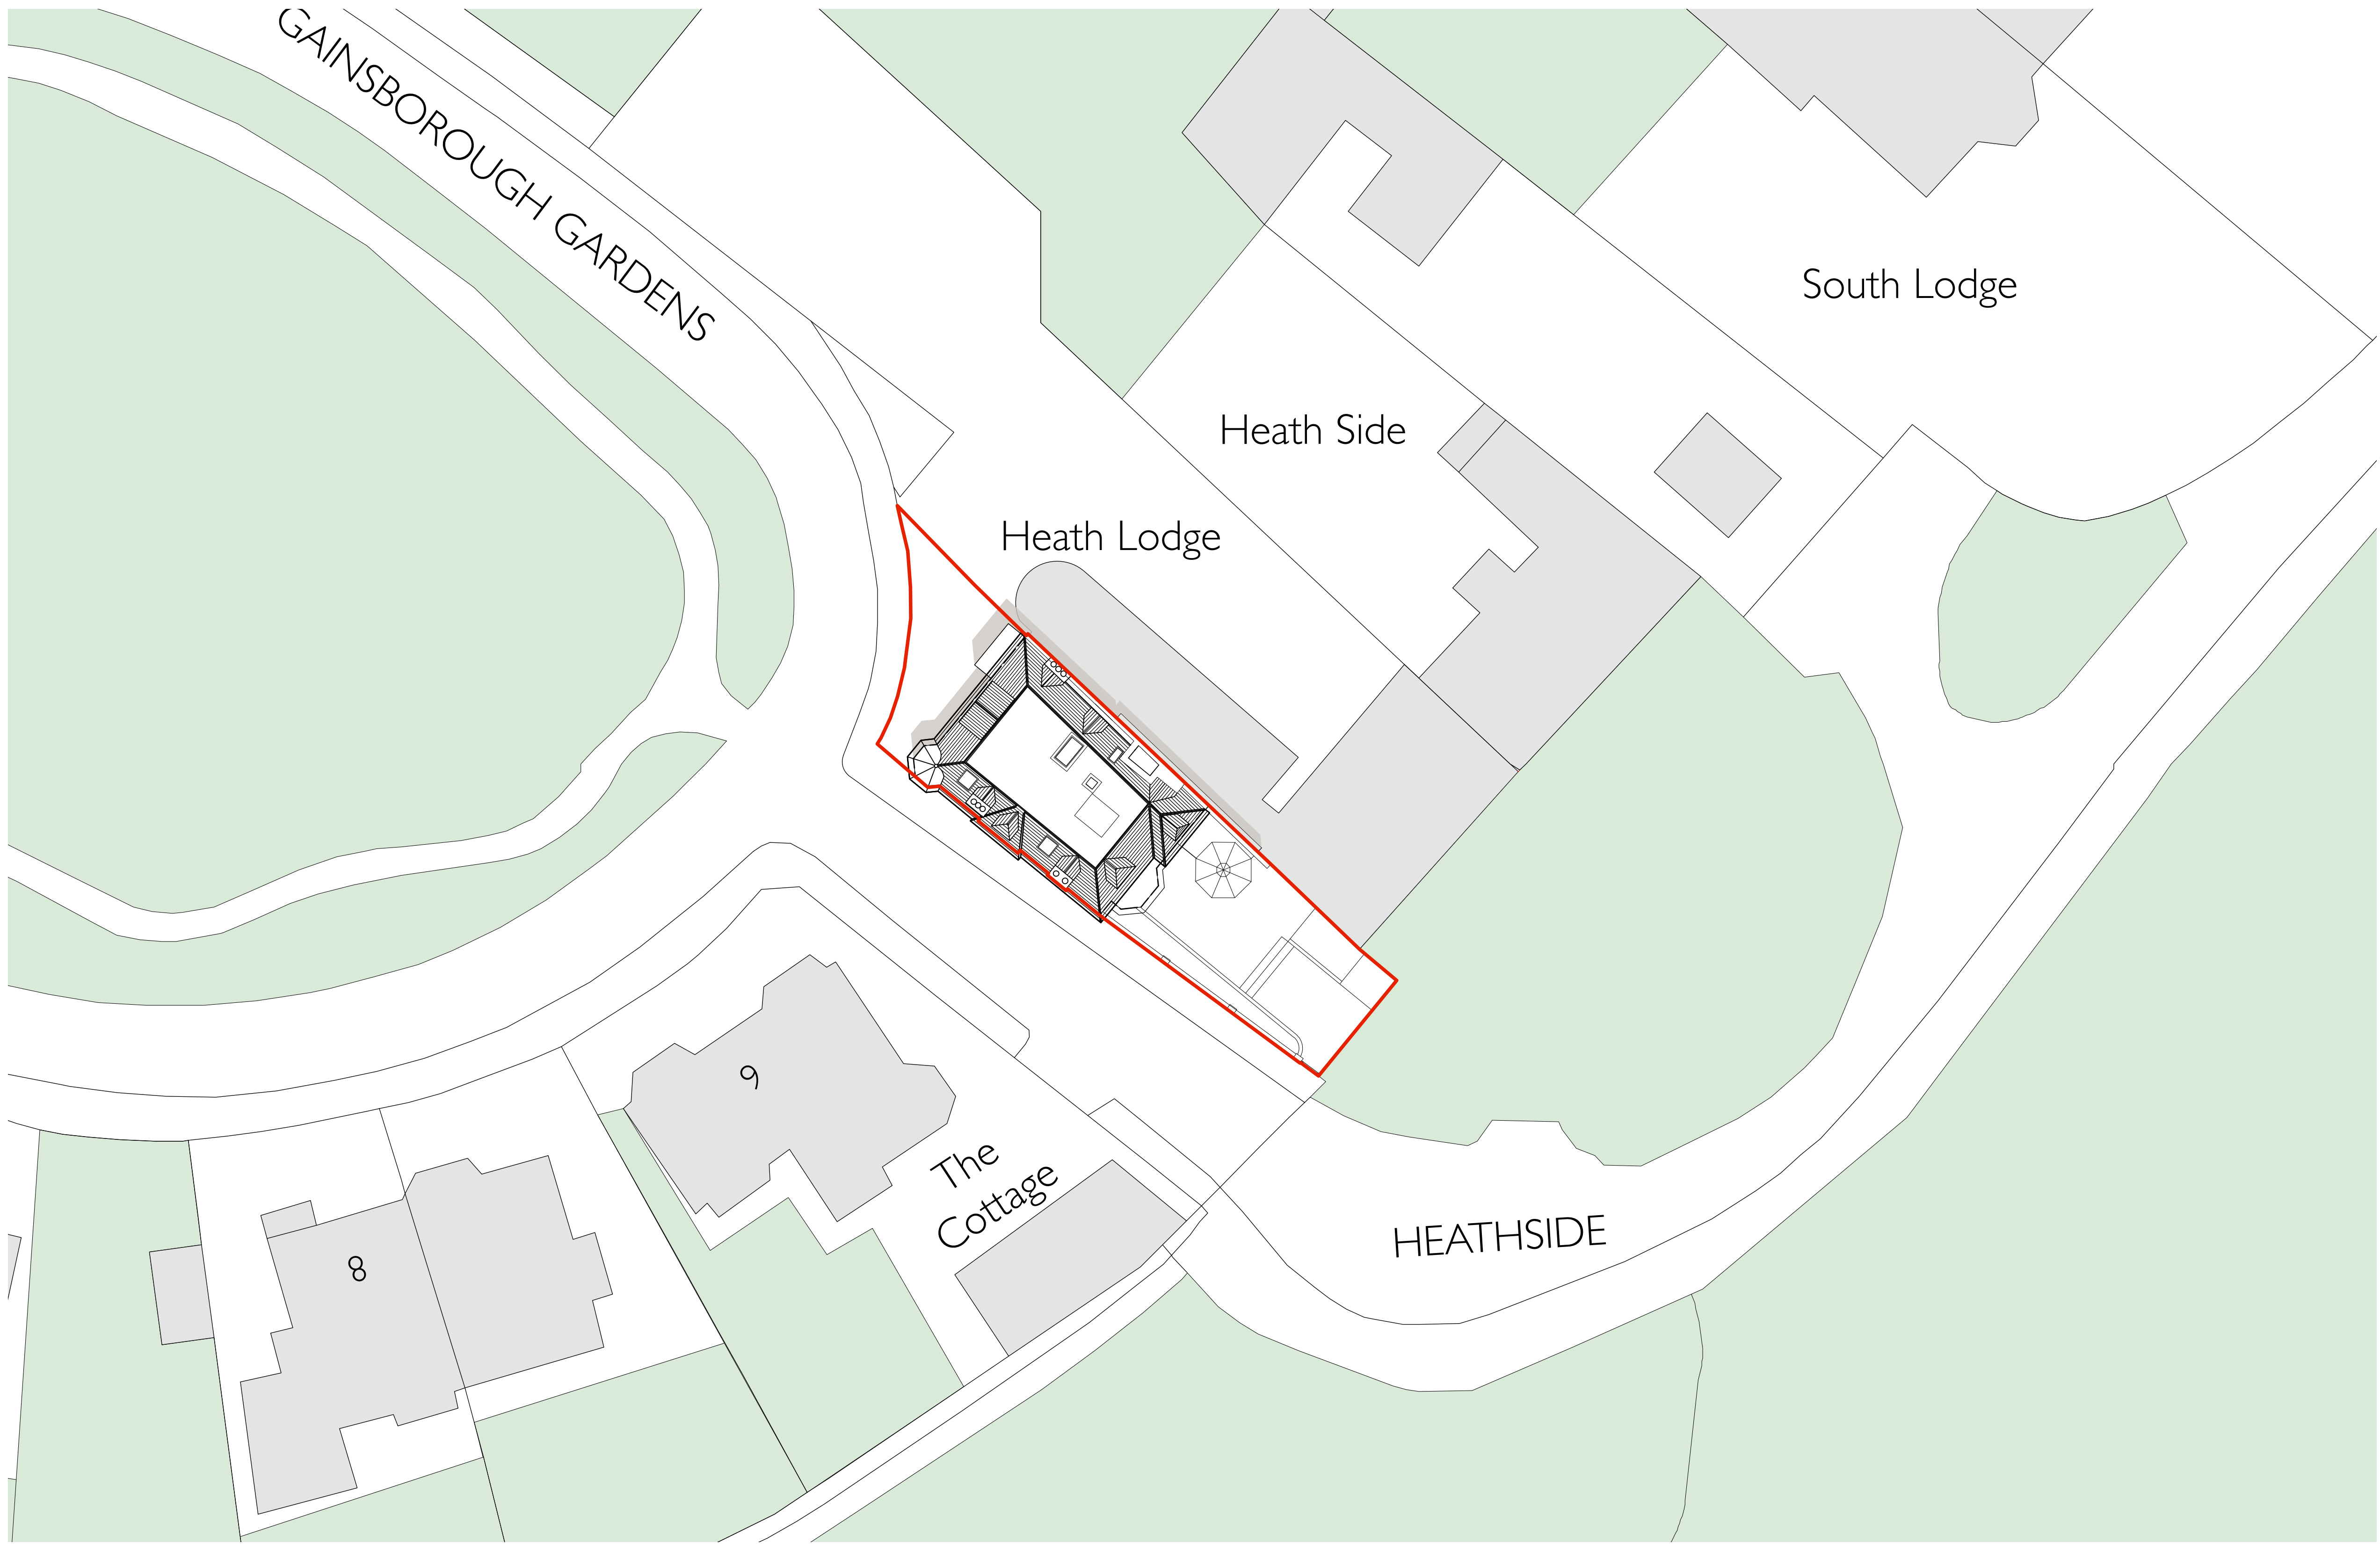 GAINSBOROUGH GARDENS
South Lodge
Heath Side
Heath Lodge
9
The
Cottage
HEATHSIDE
8